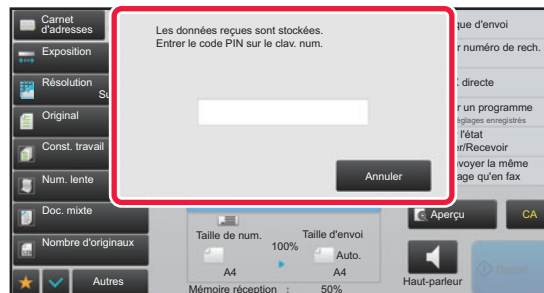 Carnet
d'adresses
Exposition
Résolution
Su
Original
Const. travail
Num. lente
Doc. mixte
Nombre d'originaux
Autres
Les données reçues sont stockées.
Entrer le code PIN sur le clav. num.
Annuler
Taille de num.
100%
Taille d'envoi
Auto.
A4
A4
Mémoire réception : 50%
que d'envoi
r numéro de rech.
directe
r un programme
églages enregistrés
l'état
er/Recevoir
voyer la même
age qu'en fax
Aperçu
CA
Haut-parleur
Départ